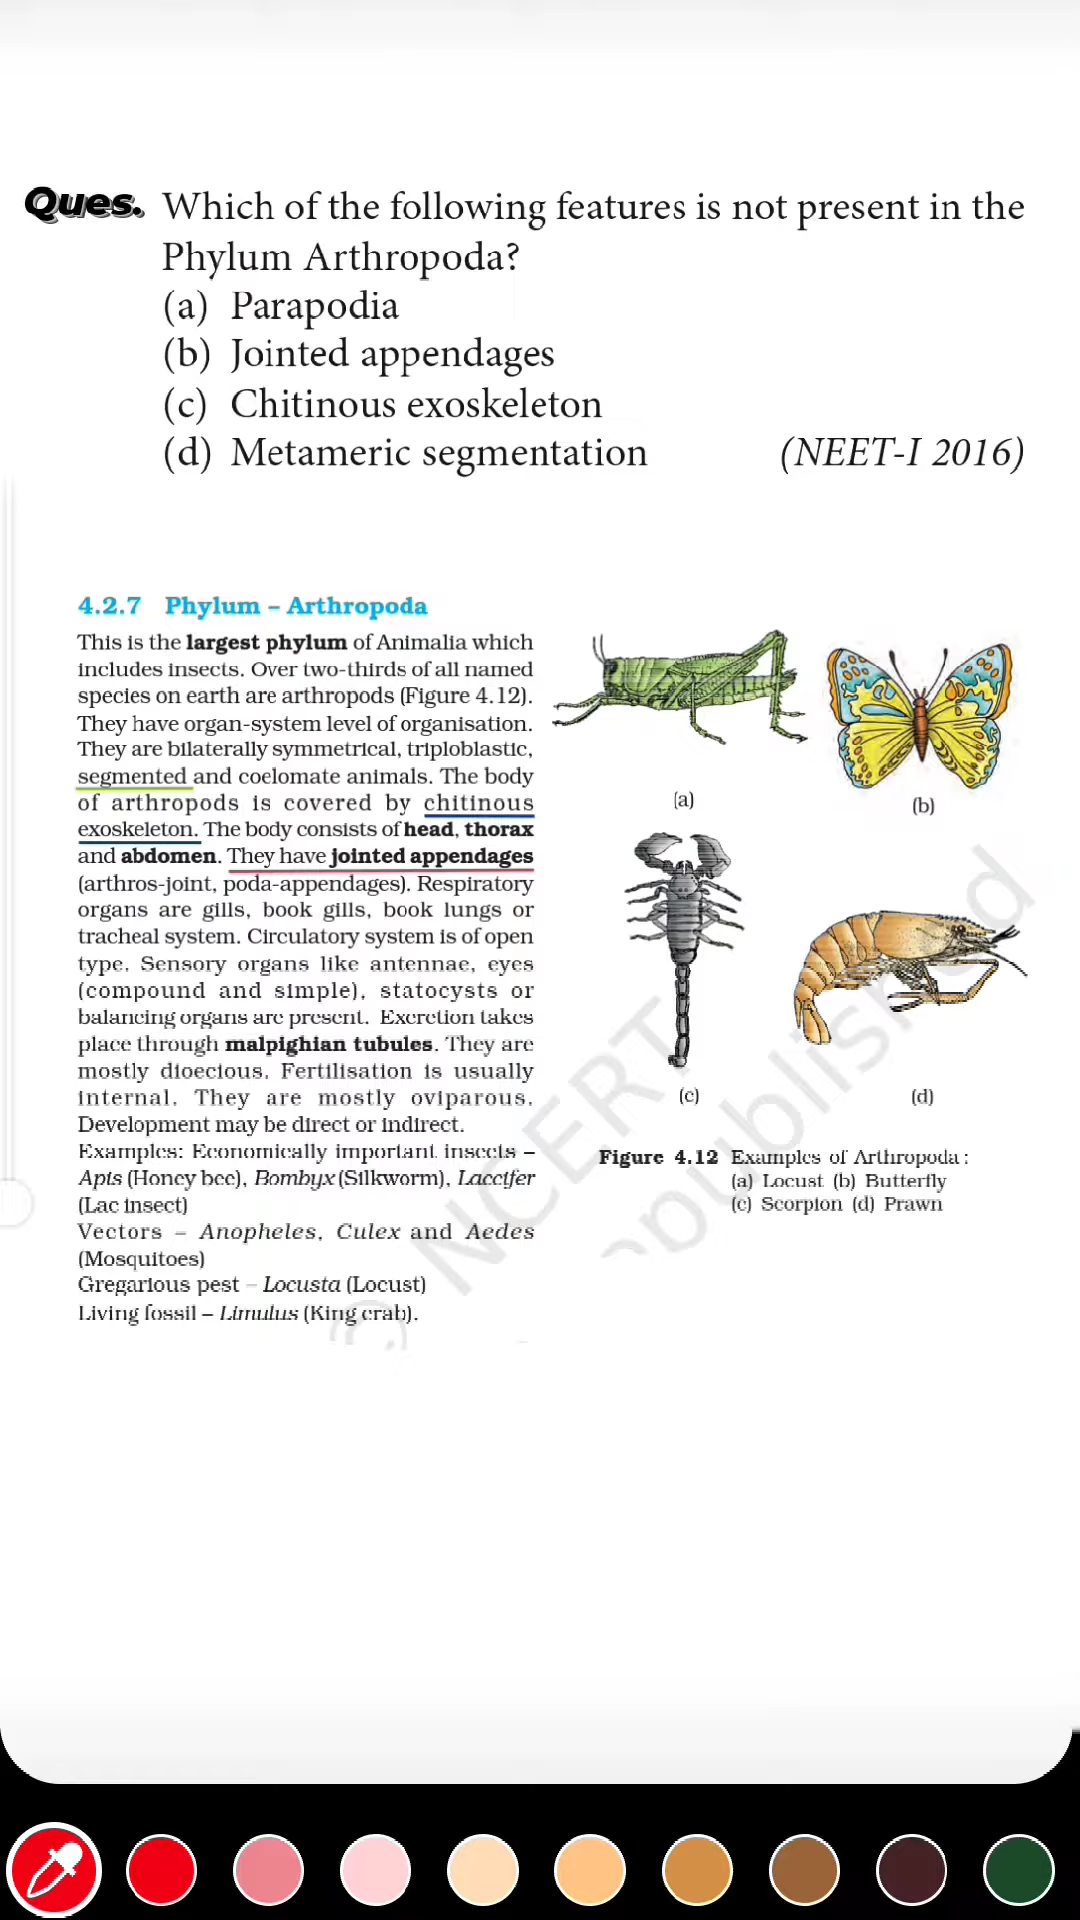 Ques. Which of the following features is not present in the
Phylum Arthropoda?
(a) Parapodia
(b) Jointed appendages
(c) Chitinous exoskeleton
(d) Metameric segmentation (NEET-I 2016)
4.2.7 Phylum – Arthropoda
This is the largest phylum of Animalia which
includes insects. Over two-thirds of all named
species on earth are arthropods (Figure 4.12).
They have organ-system level of organisation.
They are bilaterally symmetrical, triploblastic,
segmented and coelomate animals. The body
of arthropods is covered by chitinous
exoskeleton. The body consists of head, thorax
and abdomen. They have jointed appendages
(arthros-joint, poda-appendages). Respiratory
organs are gills, book gills, book lungs or
tracheal system. Circulatory system is of open
type. Sensory organs like antennae, eyes
(compound and simple), statocysts or
balancing organs are present. Excretion takes
place through malpighian tubules. They are
mostly dioecious. Fertilisation is usually
internal. They are mostly oviparous.
Development may be direct or indirect.
Examples: Economically important insects –
Apis (Honey bee), Bombyx (Silkworm), Laccifer
(Lac insect)
Vectors – Anopheles, Culex and Aedes
(Mosquitoes)
Gregarious pest – Locusta (Locust)
Living fossil – Limulus (King crab).
(a)
(b)
(c)
(d)
Figure 4.12 Examples of Arthropoda :
(a) Locust (b) Butterfly
(c) Scorpion (d) Prawn
© NCERT